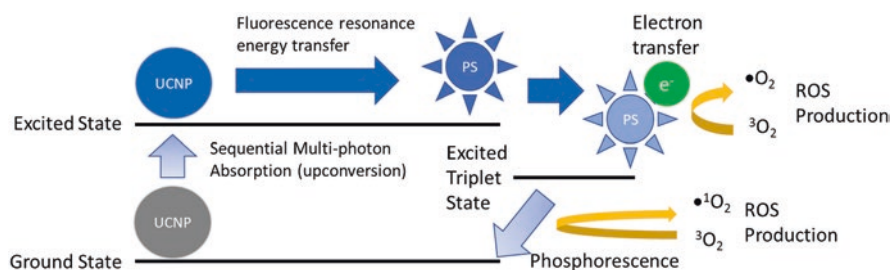 Fluorescence resonance
energy transfer
Electron
transfer
UCNP
PS
e⁻
PS
●O₂
³O₂
ROS
Production
Excited State
Sequential Multi-photon
Absorption (upconversion)
Excited
Triplet
State
UCNP
●¹O₂
³O₂
ROS
Production
Ground State
Phosphorescence